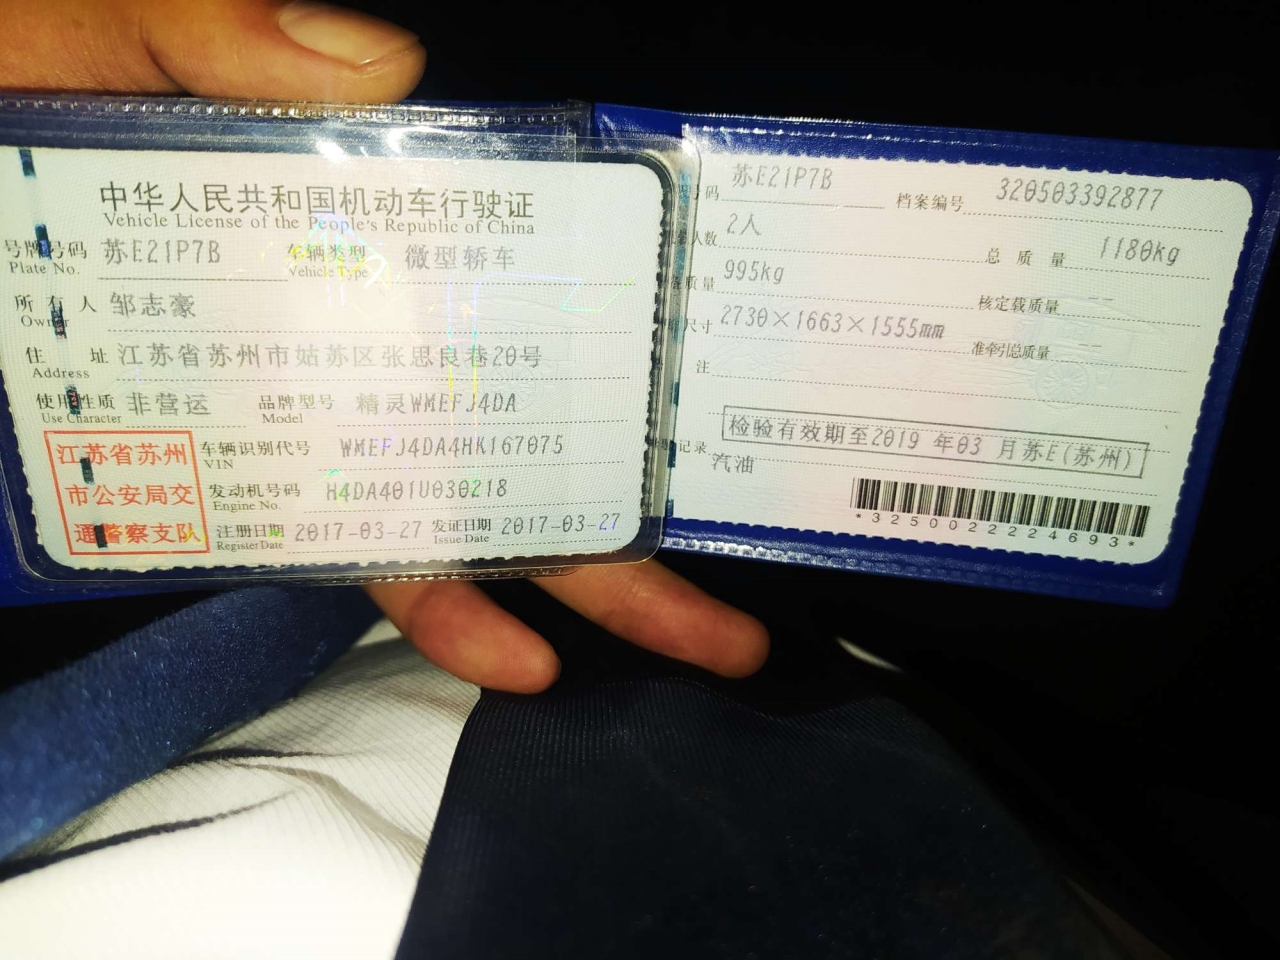 中华人民共和国机动车行驶证
Vehicle License of the People's Republic of China
号牌号码 苏E21P7B 车辆类型 微型轿车
Plate No. Vehicle Type
所有人 邹志豪
Owner
住址 江苏省苏州市姑苏区张思良巷20号
Address
使用性质 非营运 品牌型号 精灵WMEFJ4DA
Use Character Model
江苏省苏州
市公安局交
通警察支队
车辆识别代号 WMEFJ4DA4HK167075
VIN
发动机号码 H4DA401U030218
Engine No.
注册日期 2017-03-27 发证日期 2017-03-27
Register Date Issue Date
号码 苏E21P7B 档案编号 320503392877
人数 2人 总质量 1180kg
质量 995kg 核定载质量 --
尺寸 2730×1663×1555mm 准牵引总质量 --
注
检验有效期至2019 年03 月苏E(苏州)
记录 汽油
*3250022224693*